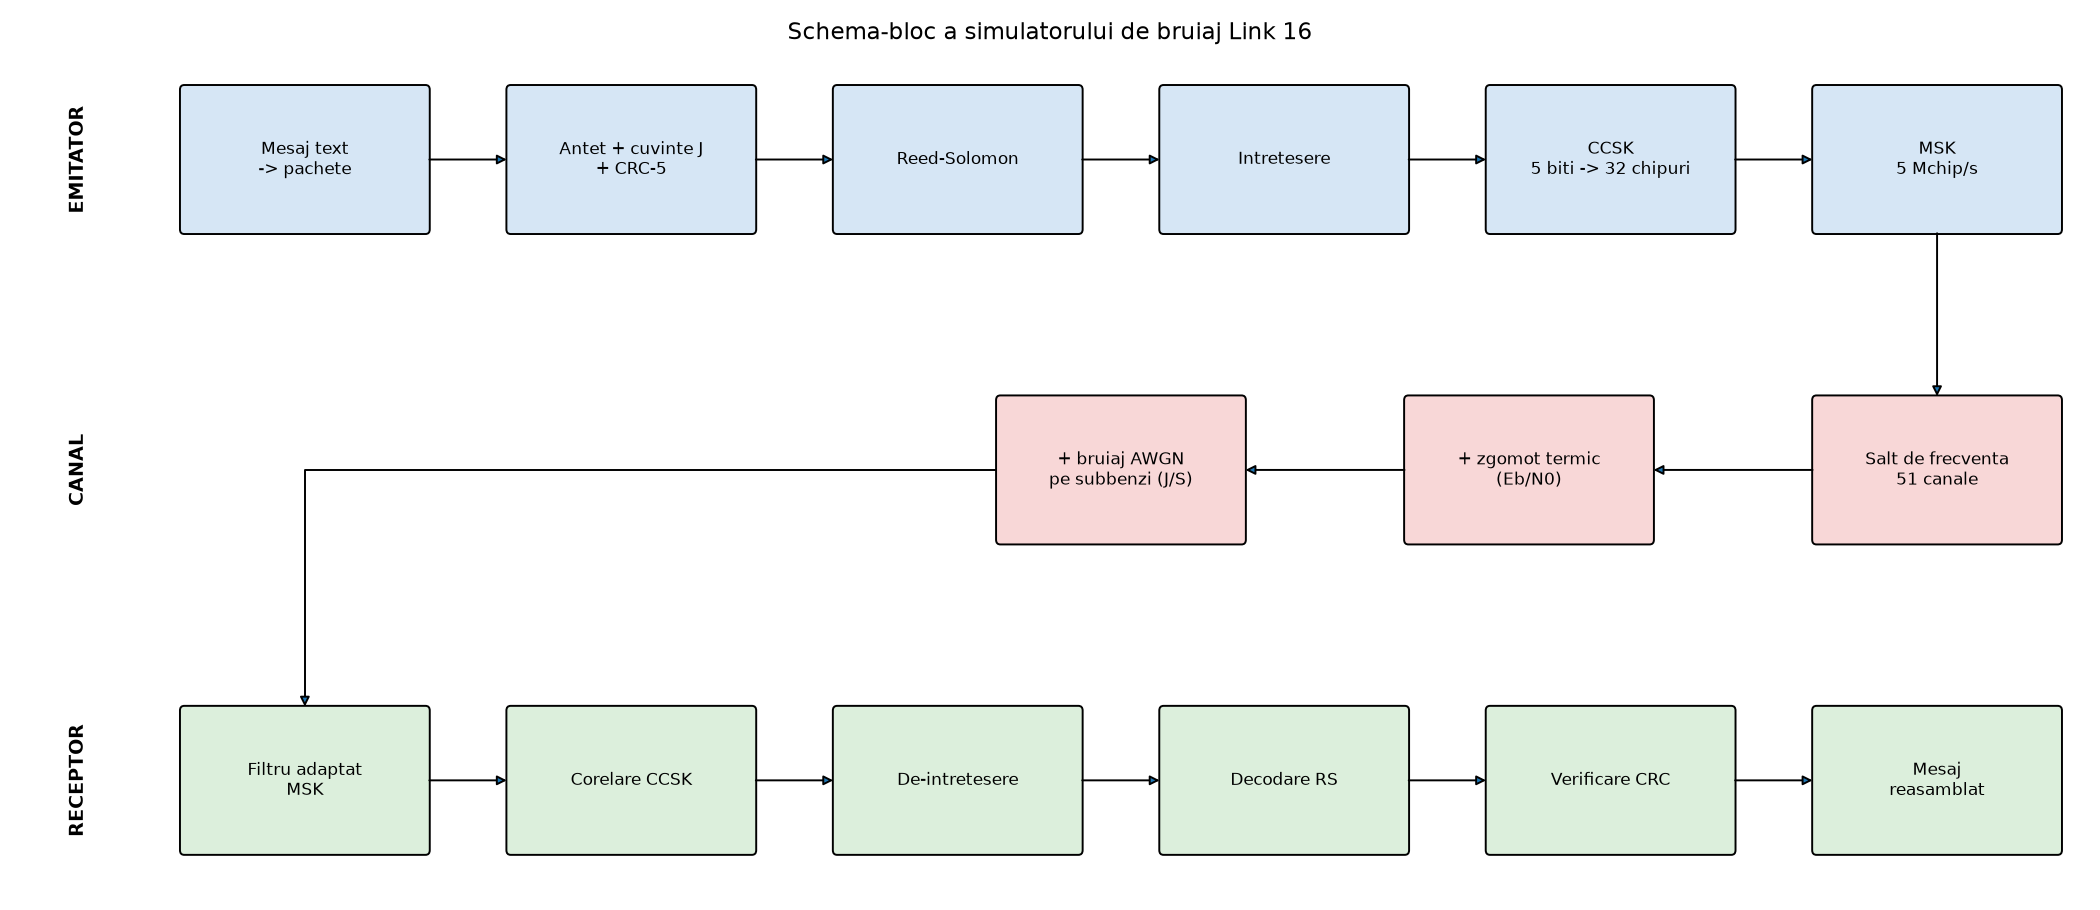 Schema-bloc a simulatorului de bruiaj Link 16
EMITATOR
Mesaj text
-> pachete
Antet + cuvinte J
+ CRC-5
Reed-Solomon
Intretesere
CCSK
5 biti -> 32 chipuri
MSK
5 Mchip/s
CANAL
+ bruiaj AWGN
pe subbenzi (J/S)
+ zgomot termic
(Eb/N0)
Salt de frecventa
51 canale
RECEPTOR
Filtru adaptat
MSK
Corelare CCSK
De-intretesere
Decodare RS
Verificare CRC
Mesaj
reasamblat